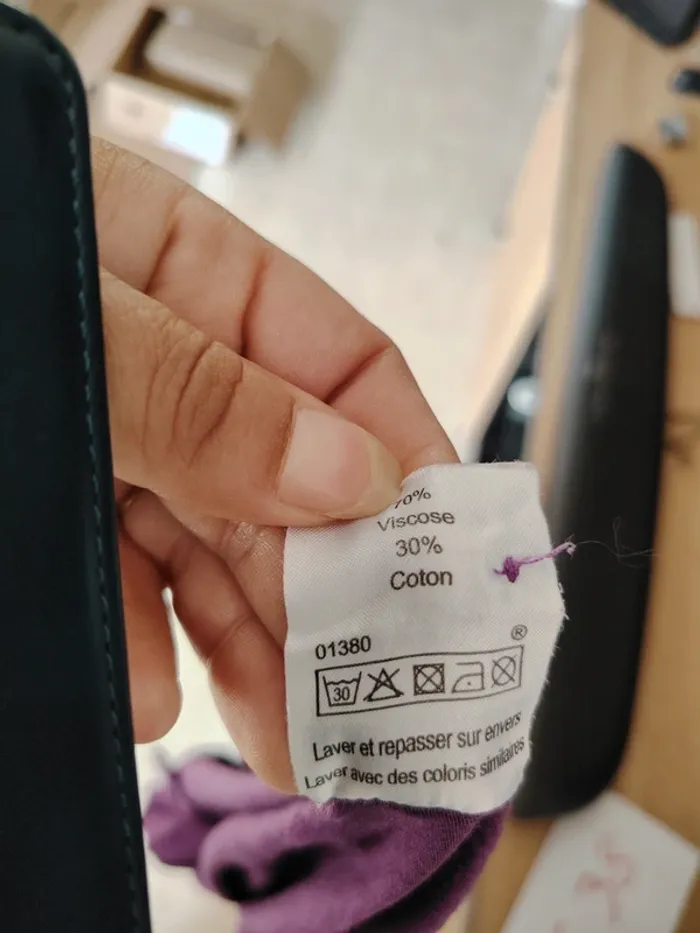 70%
Viscose
30%
Coton
01380
®
30
Laver et repasser sur envers
Laver avec des coloris similaires